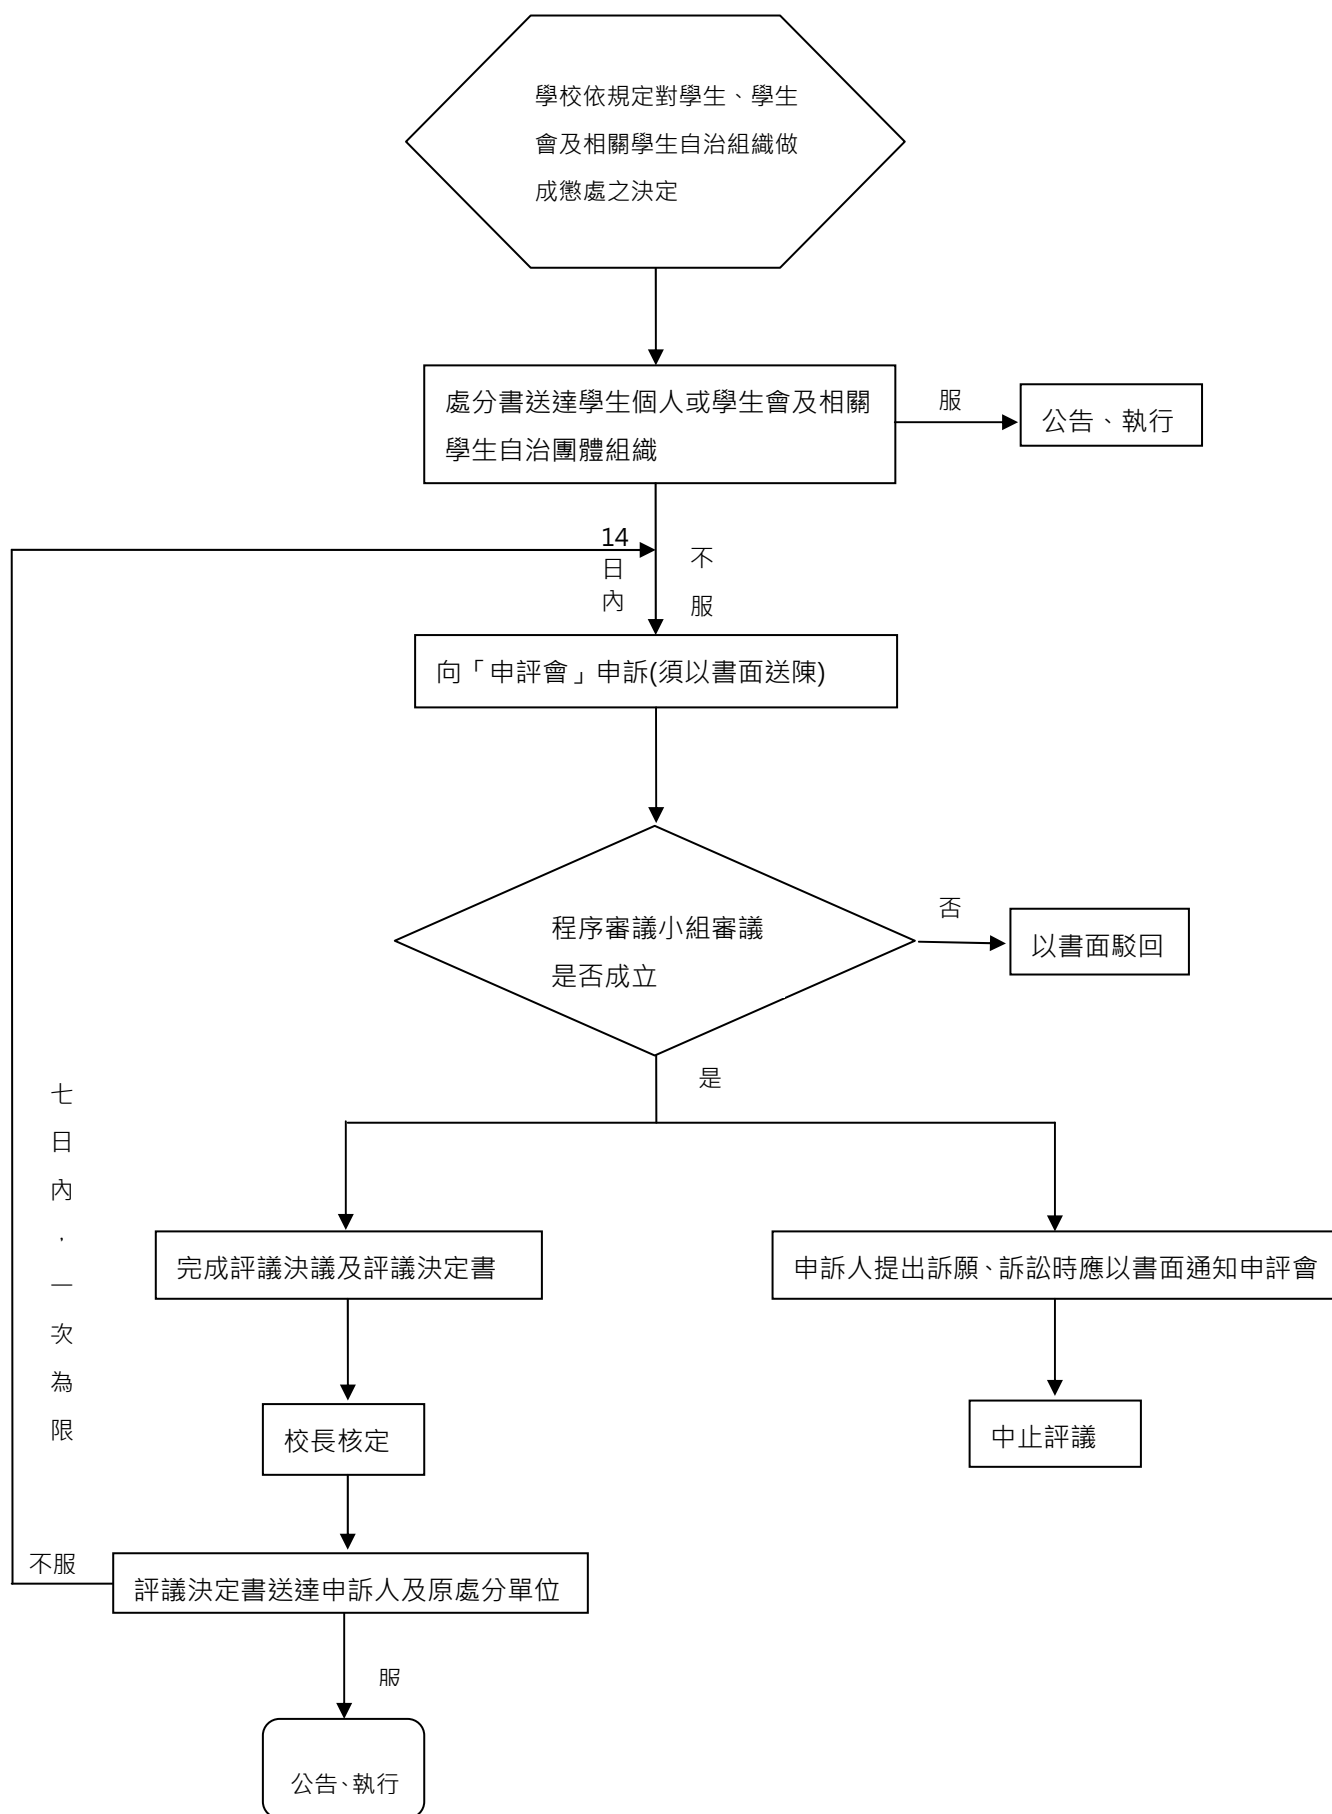 學校依規定對學生、學生
會及相關學生自治組織做
成懲處之決定
處分書送達學生個人或學生會及相關
學生自治團體組織
服
公告、執行
14
日
內
不
服
向「申評會」申訴(須以書面送陳)
程序審議小組審議
是否成立
否
以書面駁回
是
七
日
內
，
一
次
為
限
完成評議決議及評議決定書
申訴人提出訴願、訴訟時應以書面通知申評會
校長核定
中止評議
不服
評議決定書送達申訴人及原處分單位
服
公告、執行